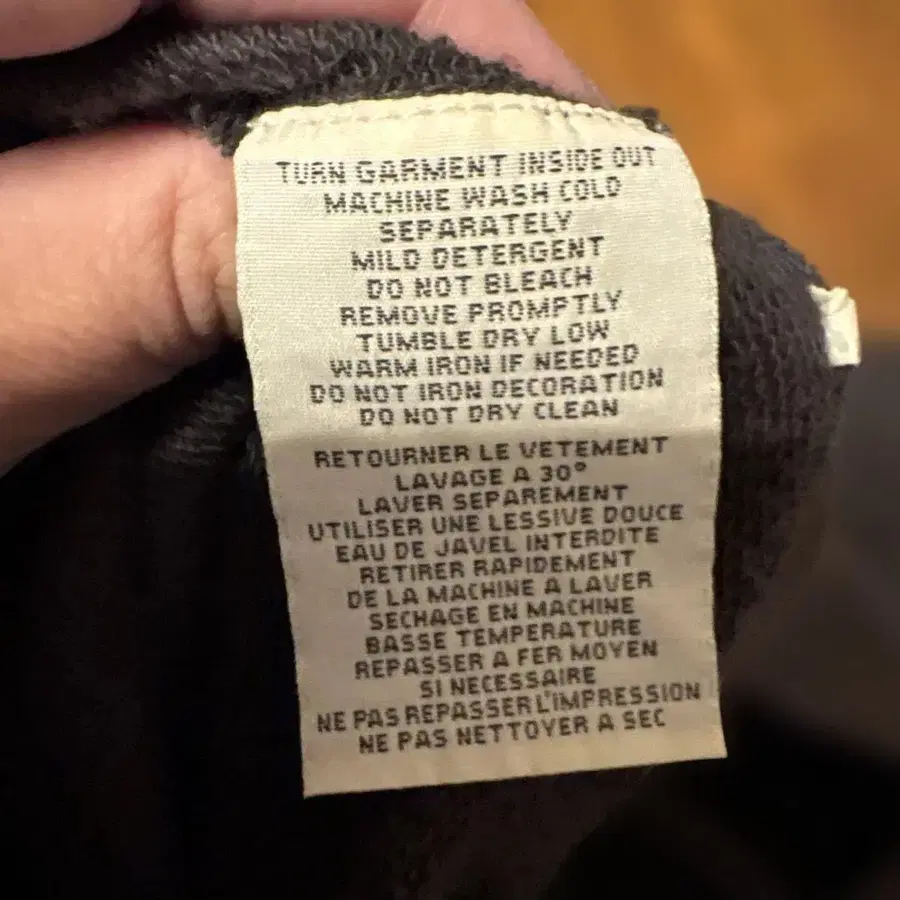 TURN GARMENT INSIDE OUT
MACHINE WASH COLD
SEPARATELY
MILD DETERGENT
DO NOT BLEACH
REMOVE PROMPTLY
TUMBLE DRY LOW
WARM IRON IF NEEDED
DO NOT IRON DECORATION
DO NOT DRY CLEAN
RETOURNER LE VETEMENT
LAVAGE A 30°
LAVER SEPAREMENT
UTILISER UNE LESSIVE DOUCE
EAU DE JAVEL INTERDITE
RETIRER RAPIDEMENT
DE LA MACHINE A LAVER
SECHAGE EN MACHINE
BASSE TEMPERATURE
REPASSER A FER MOYEN
SI NECESSAIRE
NE PAS REPASSER L'IMPRESSION
NE PAS NETTOYER A SEC